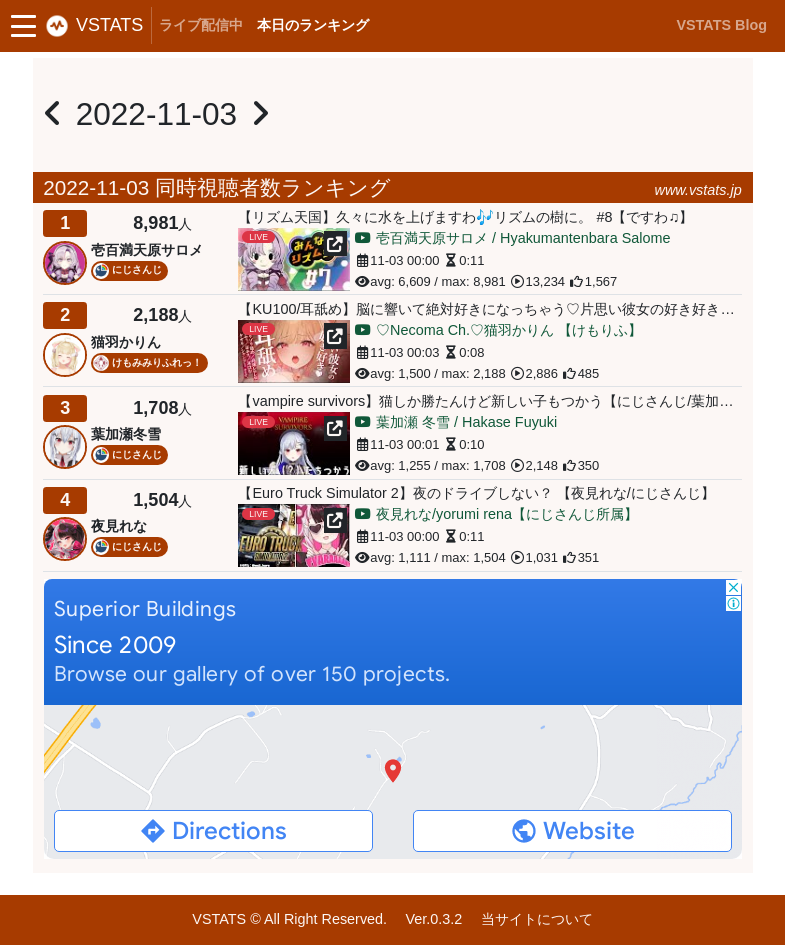 VSTATS ライブ配信中 本日のランキング VSTATS Blog
2022-11-03
2022-11-03 同時視聴者数ランキング www.vstats.jp
1 8,981人
壱百満天原サロメ
にじさんじ
【リズム天国】久々に水を上げますわ🎶リズムの樹に。 #8【ですわ♫】
LIVE
みんな
リズム
#7
壱百満天原サロメ / Hyakumantenbara Salome
11-03 00:00 0:11
avg: 6,609 / max: 8,981 13,234 1,567
2 2,188人
猫羽かりん
けもみみりふれっ！
【KU100/耳舐め】脳に響いて絶対好きになっちゃう♡片思い彼女の好き好き…
LIVE
耳舐め
♡Necoma Ch.♡猫羽かりん 【けもりふ】
11-03 00:03 0:08
avg: 1,500 / max: 2,188 2,886 485
3 1,708人
葉加瀬冬雪
にじさんじ
【vampire survivors】猫しか勝たんけど新しい子もつかう【にじさんじ/葉加…
LIVE
VAMPIRE
SURVIVORS
葉加瀬 冬雪 / Hakase Fuyuki
11-03 00:01 0:10
avg: 1,255 / max: 1,708 2,148 350
4 1,504人
夜見れな
にじさんじ
【Euro Truck Simulator 2】夜のドライブしない？ 【夜見れな/にじさんじ】
LIVE
EURO TRUCK
SIMULATOR
夜見れな/yorumi rena【にじさんじ所属】
11-03 00:00 0:11
avg: 1,111 / max: 1,504 1,031 351
Superior Buildings
Since 2009
Browse our gallery of over 150 projects.
Directions Website
VSTATS © All Right Reserved. Ver.0.3.2 当サイトについて